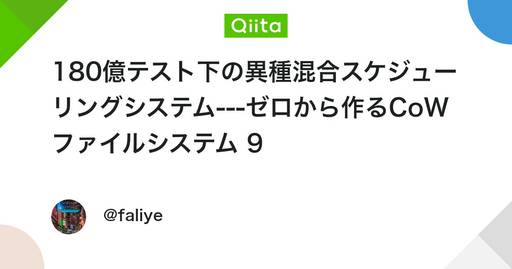 Qiita
180億テスト下の異種混合スケジュー
リングシステム---ゼロから作るCoW
ファイルシステム 9
@faliye